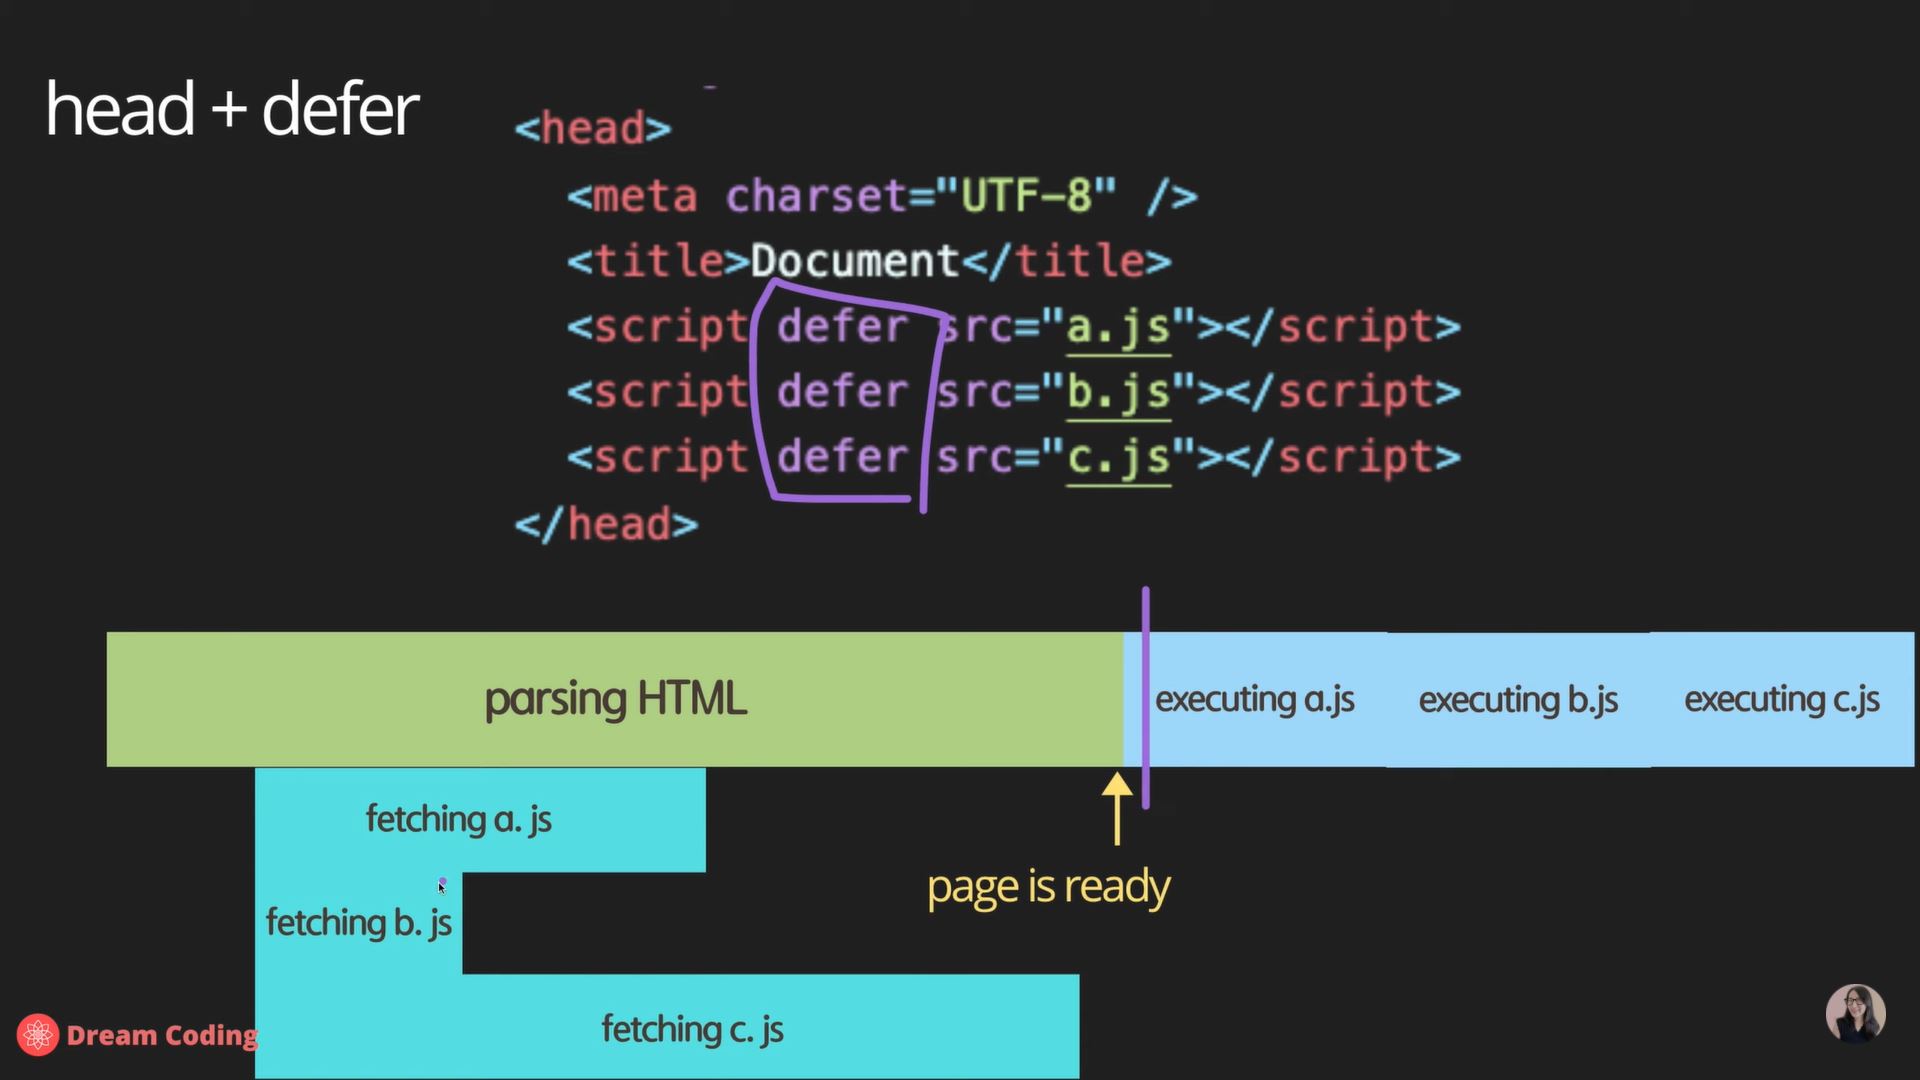 head + defer
<head>
<meta charset="UTF-8" />
<title>Document</title>
<script defer src="a.js"></script>
<script defer src="b.js"></script>
<script defer src="c.js"></script>
</head>
parsing HTML
executing a.js
executing b.js
executing c.js
fetching a. js
fetching b. js
fetching c. js
page is ready
Dream Coding